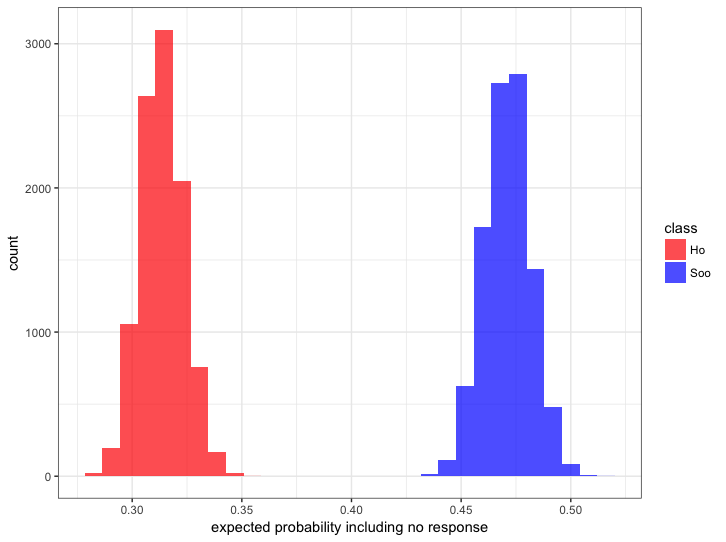 3000
2000
1000
0
count
0.30 0.35 0.40 0.45 0.50
expected probability including no response
class
Ho
Soo